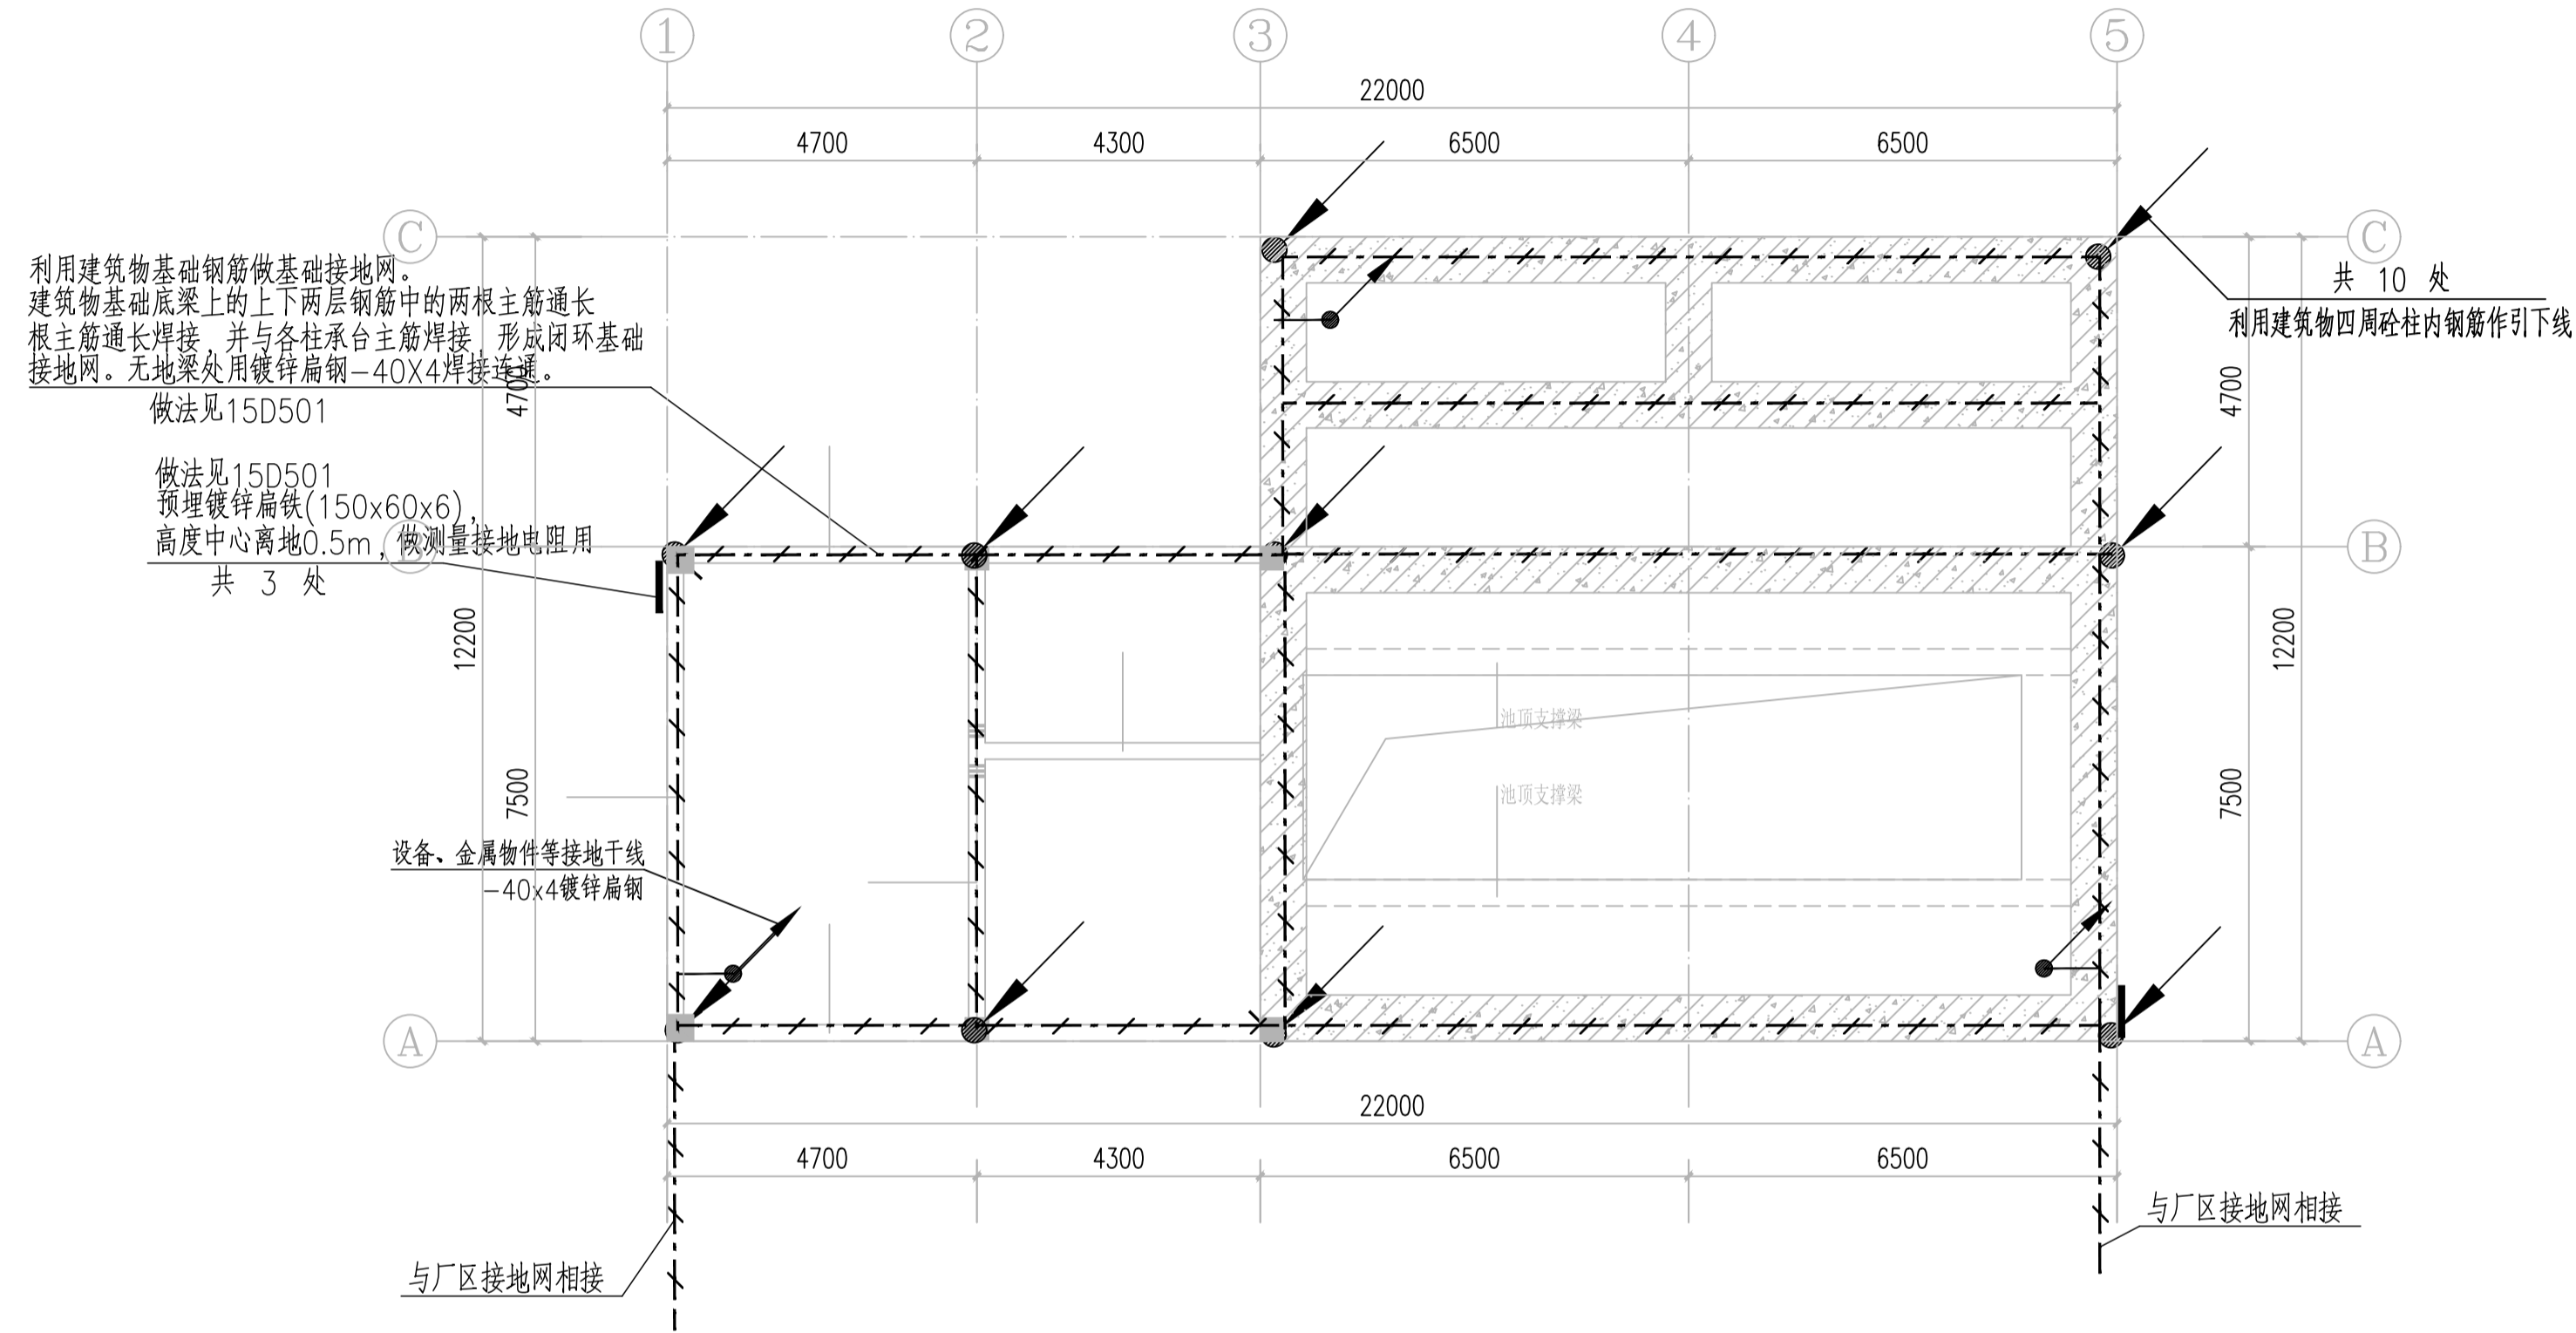 1
2
3
4
5
22000
4700
4300
6500
6500
C
C
利用建筑物基础钢筋做基础接地网。
建筑物基础底梁上的上下两层钢筋中的两根主筋通长
根主筋通长焊接，并与各柱承台主筋焊接，形成闭环基础
接地网。无地梁处用镀锌扁钢-40X4焊接连通。
做法见15D501
共 10 处
利用建筑物四周砼柱内钢筋作引下线
4700
4700
做法见15D501
预埋镀锌扁铁(150x60x6),
高度中心离地0.5m，做测量接地电阻用
共 3 处
B
B
12200
12200
池顶支撑梁
池顶支撑梁
7500
7500
设备、金属物件等接地干线
-40x4镀锌扁钢
A
A
22000
4700
4300
6500
6500
与厂区接地网相接
与厂区接地网相接